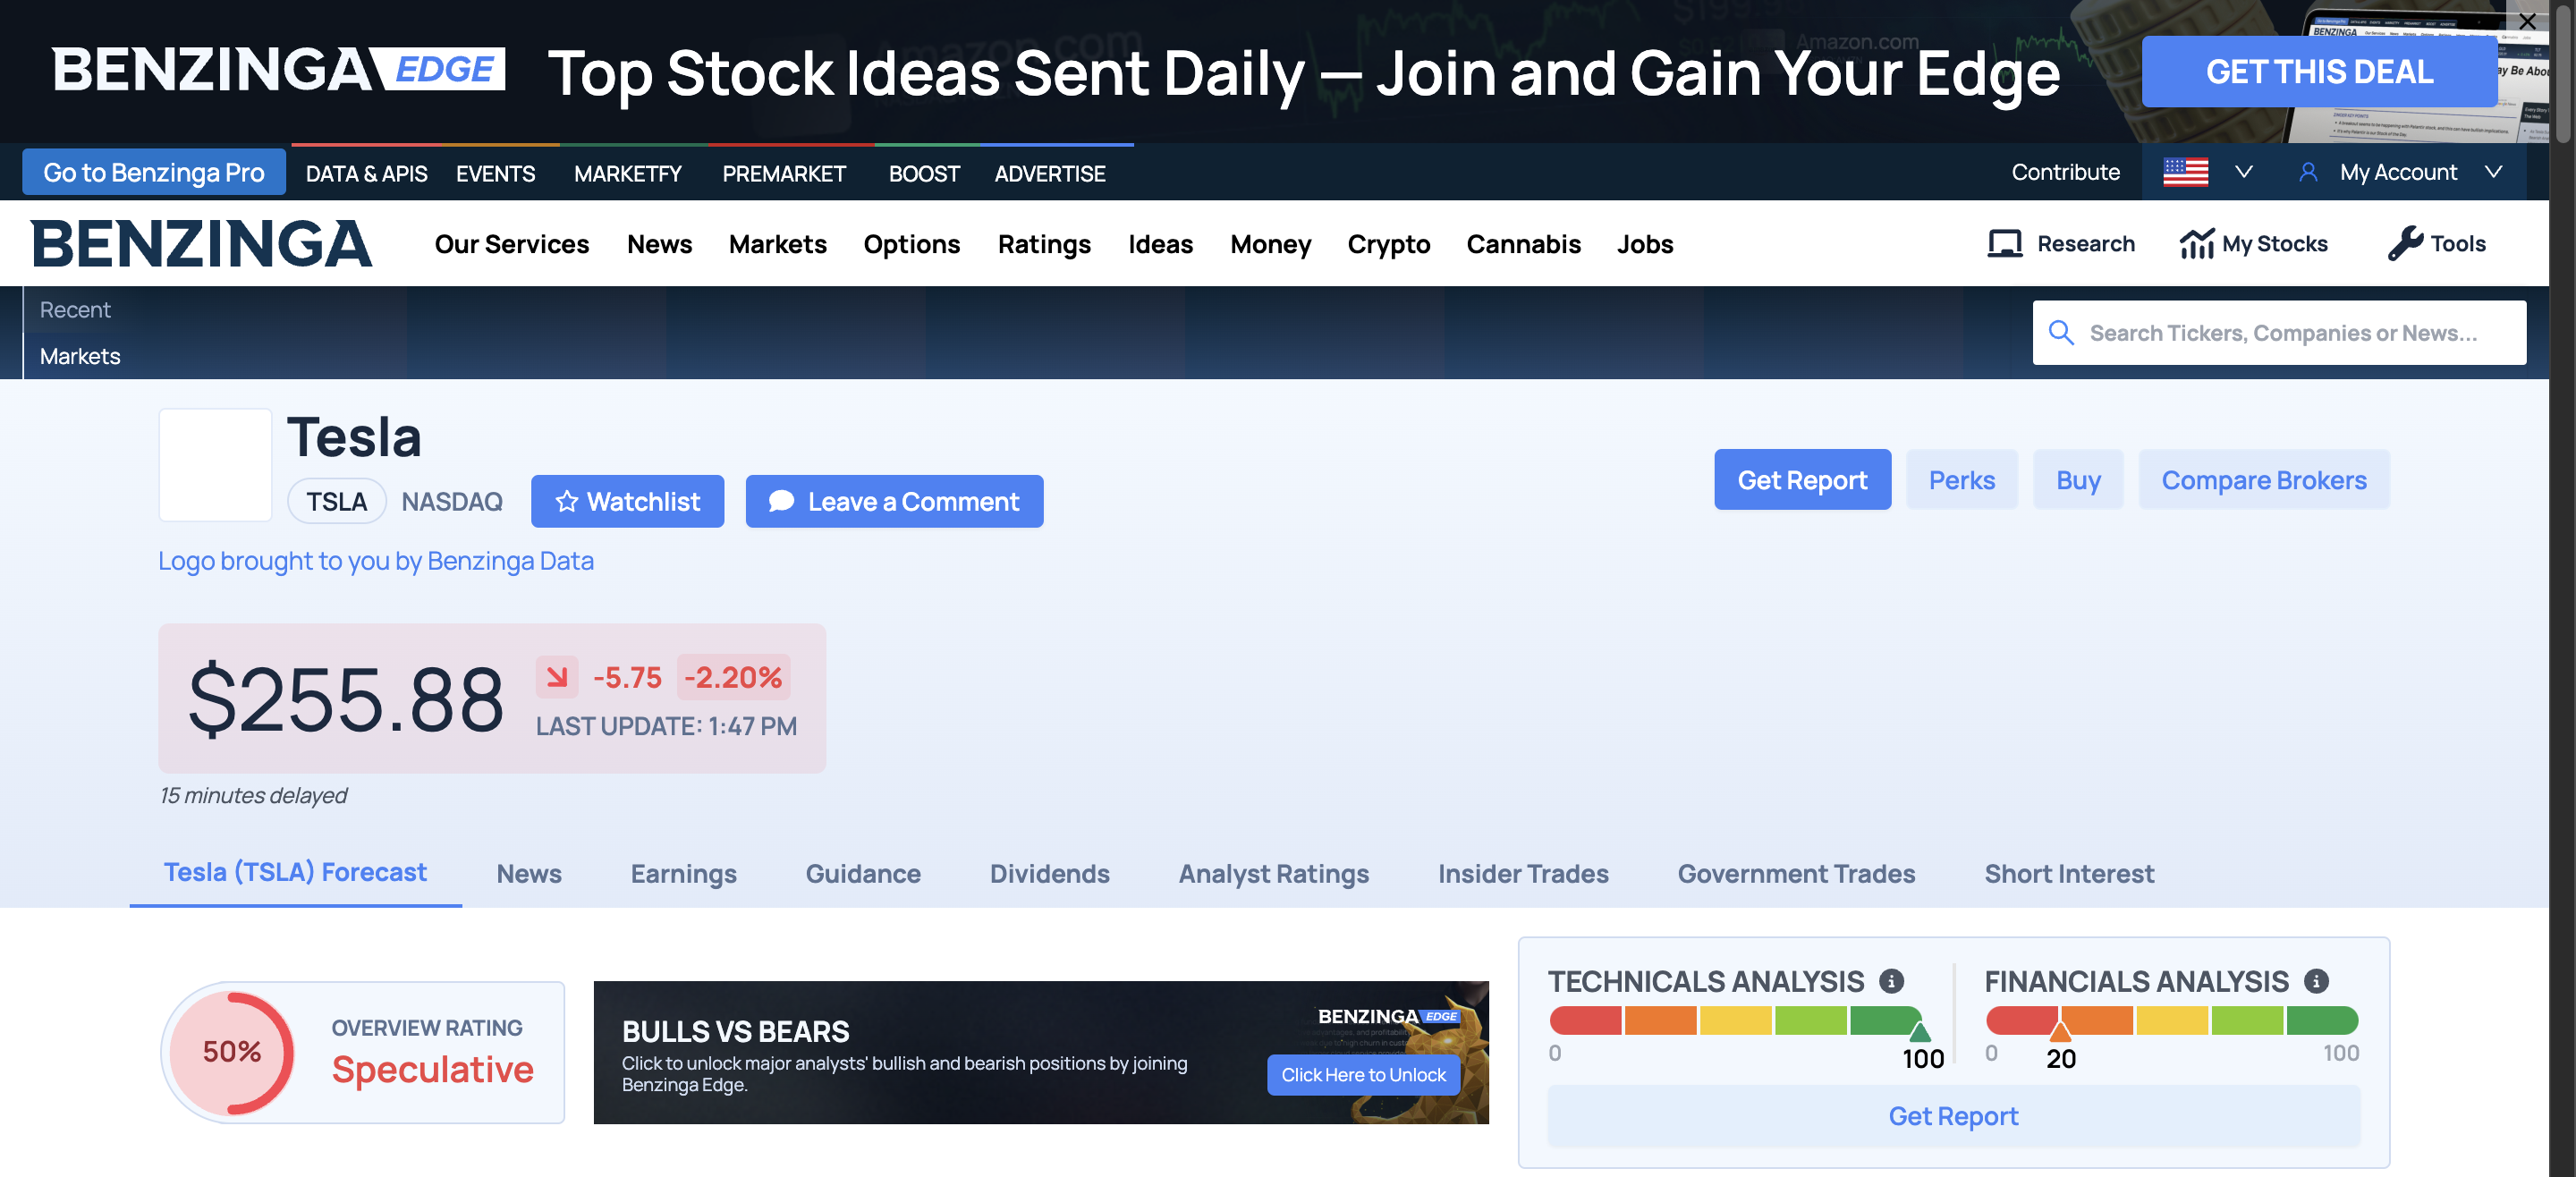 BENZINGA EDGE Top Stock Ideas Sent Daily — Join and Gain Your Edge GET THIS DEAL
Go to Benzinga Pro DATA & APIS EVENTS MARKETFY PREMARKET BOOST ADVERTISE Contribute My Account
BENZINGA Our Services News Markets Options Ratings Ideas Money Crypto Cannabis Jobs Research My Stocks Tools
Recent
Markets
Search Tickers, Companies or News...
Tesla
TSLA NASDAQ Watchlist Leave a Comment
Get Report Perks Buy Compare Brokers
Logo brought to you by Benzinga Data
$255.88 -5.75 -2.20%
LAST UPDATE: 1:47 PM
15 minutes delayed
Tesla (TSLA) Forecast News Earnings Guidance Dividends Analyst Ratings Insider Trades Government Trades Short Interest
50% OVERVIEW RATING
Speculative
BULLS VS BEARS
Click to unlock major analysts' bullish and bearish positions by joining
Benzinga Edge.
BENZINGA EDGE
Click Here to Unlock
TECHNICALS ANALYSIS
0 100
FINANCIALS ANALYSIS
0 20 100
Get Report